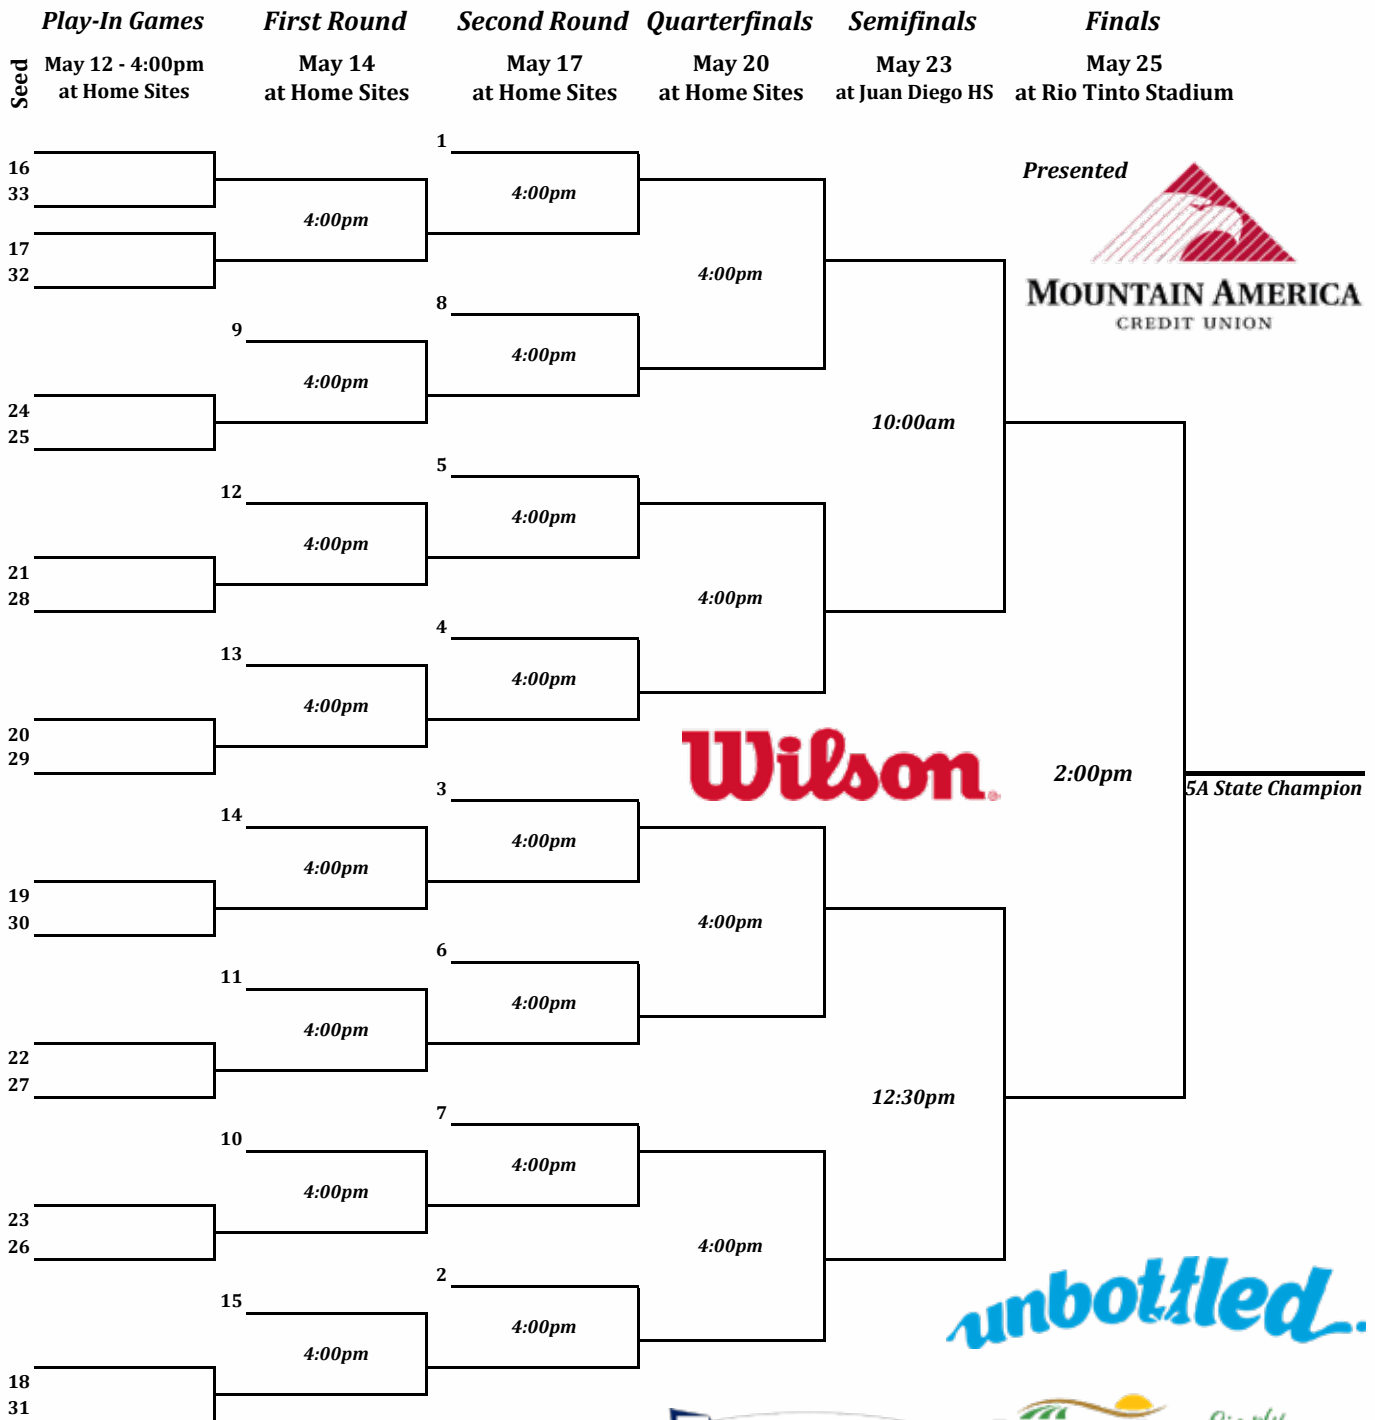 Play-In Games First Round Second Round Quarterfinals Semifinals Finals
Seed
May 12 - 4:00pm May 14 May 17 May 20 May 23 May 25
at Home Sites at Home Sites at Home Sites at Home Sites at Juan Diego HS at Rio Tinto Stadium
1
16
33
4:00pm
4:00pm
Presented
17
32
4:00pm
MOUNTAIN AMERICA
CREDIT UNION
8
9
4:00pm
4:00pm
24
25
10:00am
5
12
4:00pm
4:00pm
21
28
4:00pm
4
13
4:00pm
4:00pm
20
29
Wilson
2:00pm
5A State Champion
3
14
4:00pm
4:00pm
19
30
4:00pm
6
11
4:00pm
4:00pm
22
27
12:30pm
7
10
4:00pm
4:00pm
23
26
4:00pm
2
15
4:00pm
4:00pm
unbottled.
18
31